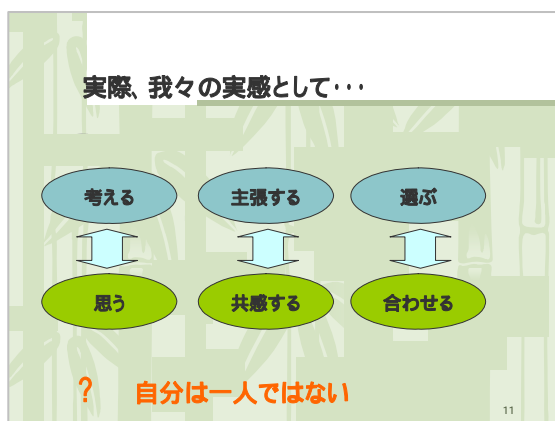 実際、我々の実感として･･･
考える 主張する 選ぶ
思う 共感する 合わせる
? 自分は一人ではない
11